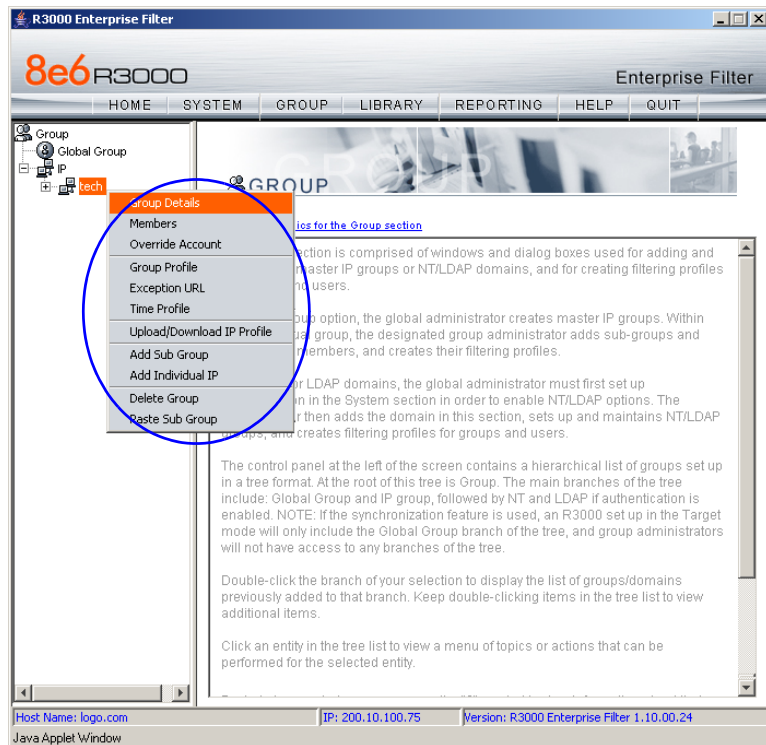 R3000 Enterprise Filter
8e6 R3000
Enterprise Filter
HOME SYSTEM GROUP LIBRARY REPORTING HELP QUIT
Group
Global Group
IP
tech
GROUP
GROUP
Group Details
Members
Override Account
Group Profile
Exception URL
Time Profile
Upload/Download IP Profile
Add Sub Group
Add Individual IP
Delete Group
Paste Sub Group
ics for the Group section
ection is comprised of windows and dialog boxes used for adding and
master IP groups or NT/LDAP domains, and for creating filtering profiles
nd users.
oup option, the global administrator creates master IP groups. Within
ual group, the designated group administrator adds sub-groups and
members, and creates their filtering profiles.
or LDAP domains, the global administrator must first set up
on in the System section in order to enable NT/LDAP options. The
r then adds the domain in this section, sets up and maintains NT/LDAP
groups, and creates filtering profiles for groups and users.
The control panel at the left of the screen contains a hierarchical list of groups set up
in a tree format. At the root of this tree is Group. The main branches of the tree
include: Global Group and IP group, followed by NT and LDAP if authentication is
enabled. NOTE: If the synchronization feature is used, an R3000 set up in the Target
mode will only include the Global Group branch of the tree, and group administrators
will not have access to any branches of the tree.
Double-click the branch of your selection to display the list of groups/domains
previously added to that branch. Keep double-clicking items in the tree list to view
additional items.
Click an entity in the tree list to view a menu of topics or actions that can be
performed for the selected entity.
Host Name: logo.com IP: 200.10.100.75 Version: R3000 Enterprise Filter 1.10.00.24
Java Applet Window